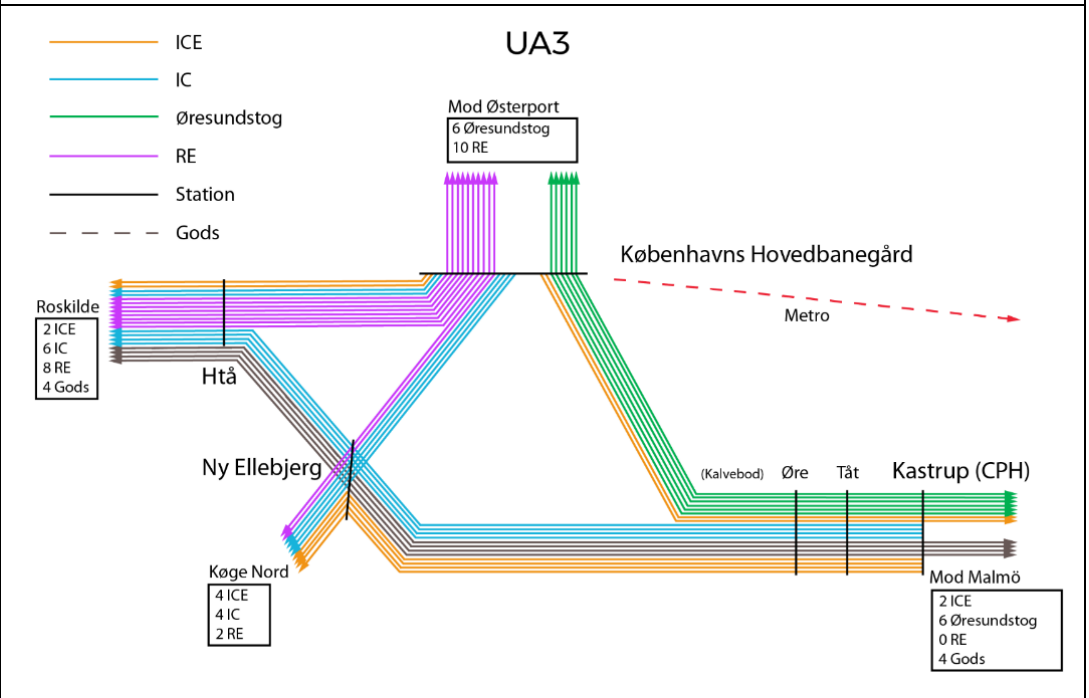 UA3
ICE
IC
Øresundstog
RE
Station
Gods
Mod Østerport
6 Øresundstog
10 RE
Københavns Hovedbanegård
Metro
Roskilde
2 ICE
6 IC
8 RE
4 Gods
Htå
Ny Ellebjerg
(Kalvebod)
Øre
Tåt
Kastrup (CPH)
Køge Nord
4 ICE
4 IC
2 RE
Mod Malmö
2 ICE
6 Øresundstog
0 RE
4 Gods